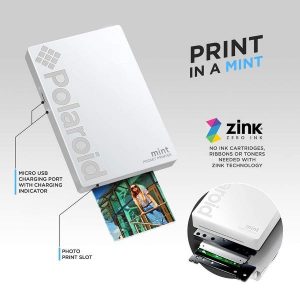 PRINT
IN A MINT
Polaroid
mint
POCKET PRINTER
zink
ZERO INK
NO INK CARTRIDGES,
RIBBONS OR TONERS
NEEDED WITH
ZINK TECHNOLOGY
MICRO USB
CHARGING PORT
WITH CHARGING
INDICATOR
PHOTO
PRINT SLOT